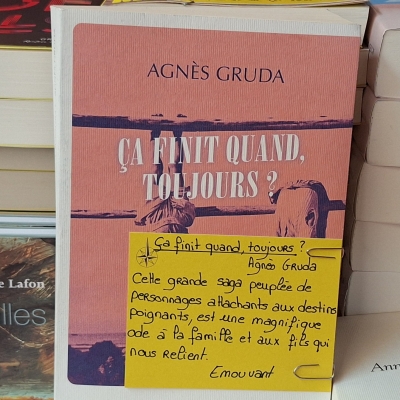 AGNÈS GRUDA
ÇA FINIT QUAND,
TOUJOURS ?
Ça finit quand, toujours ?
Agnès Gruda
Cette grande saga peuplée de
personnages attachants aux destins
poignants, est une magnifique
ode à la famille et aux fils qui
nous relient.
Emouvant
e Lafon
lles
Ann